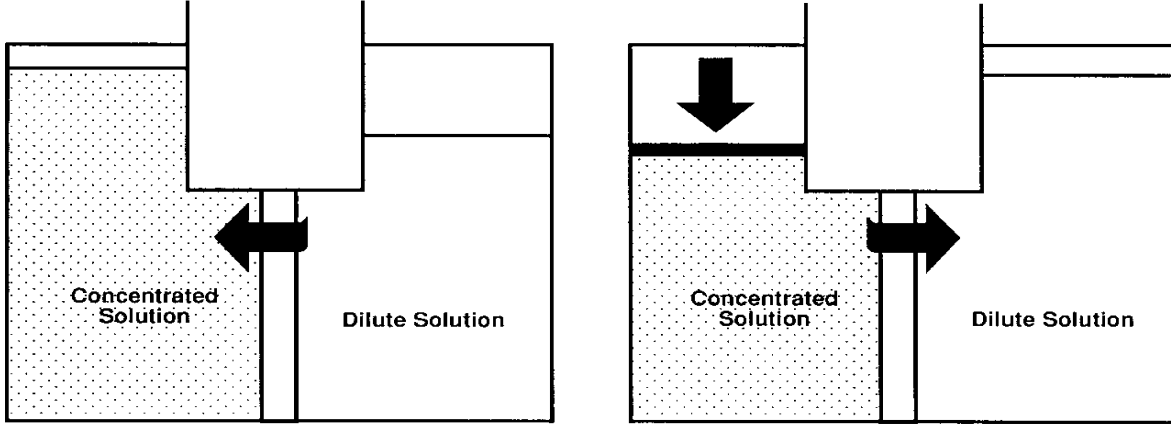 Concentrated
Solution
Dilute Solution
Concentrated
Solution
Dilute Solution